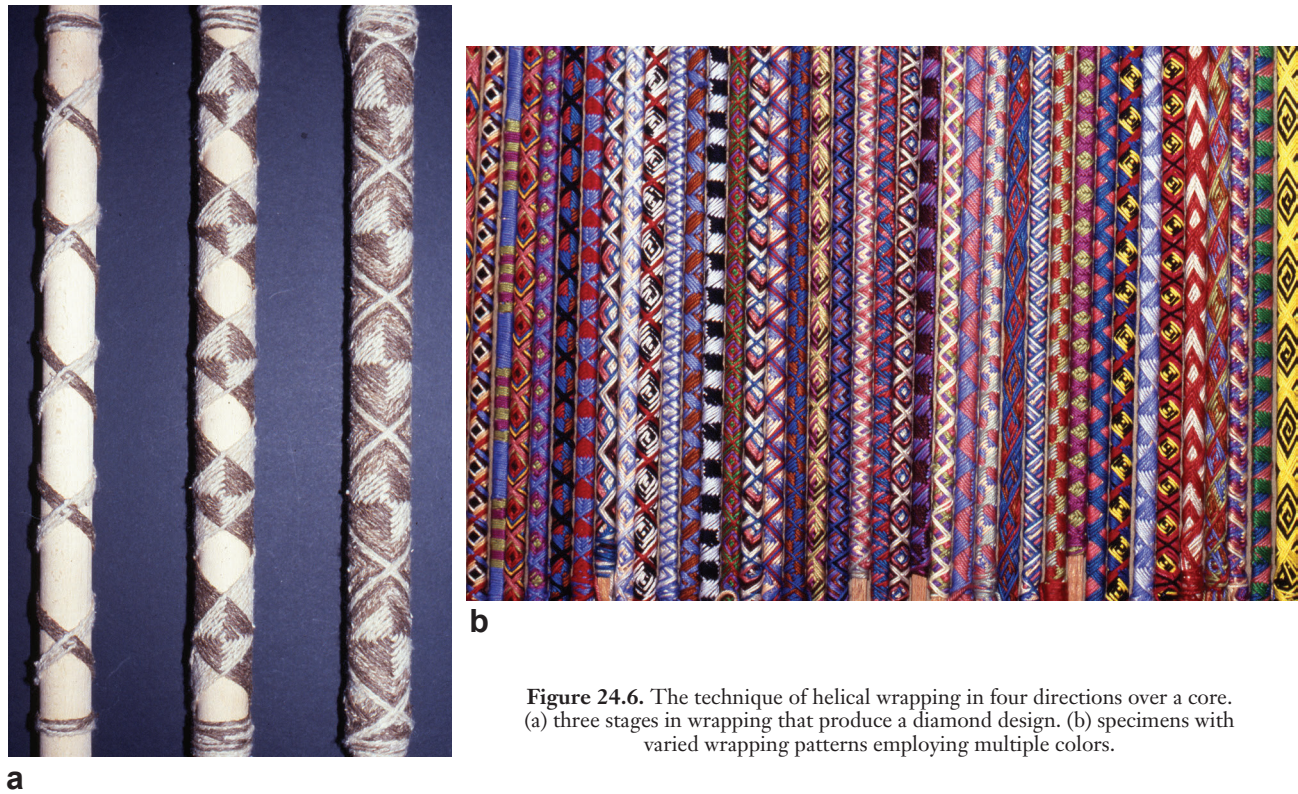 a
b
Figure 24.6. The technique of helical wrapping in four directions over a core.
(a) three stages in wrapping that produce a diamond design. (b) specimens with
varied wrapping patterns employing multiple colors.